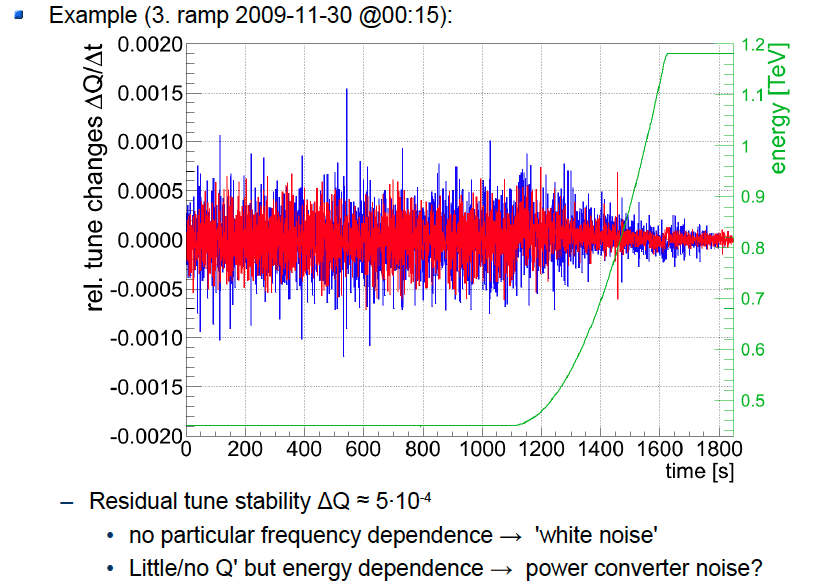 Example (3. ramp 2009-11-30 @00:15):
rel. tune changes ΔQ/Δt
0.0020
0.0015
0.0010
0.0005
0.0000
-0.0005
-0.0010
-0.0015
-0.0020
0 200 400 600 800 1000 1200 1400 1600 1800
time [s]
1.2
1.1
1
0.9
0.8
0.7
0.6
0.5
energy [TeV]
– Residual tune stability ΔQ ≈ 5·10⁻⁴
• no particular frequency dependence → 'white noise'
• Little/no Q' but energy dependence → power converter noise?